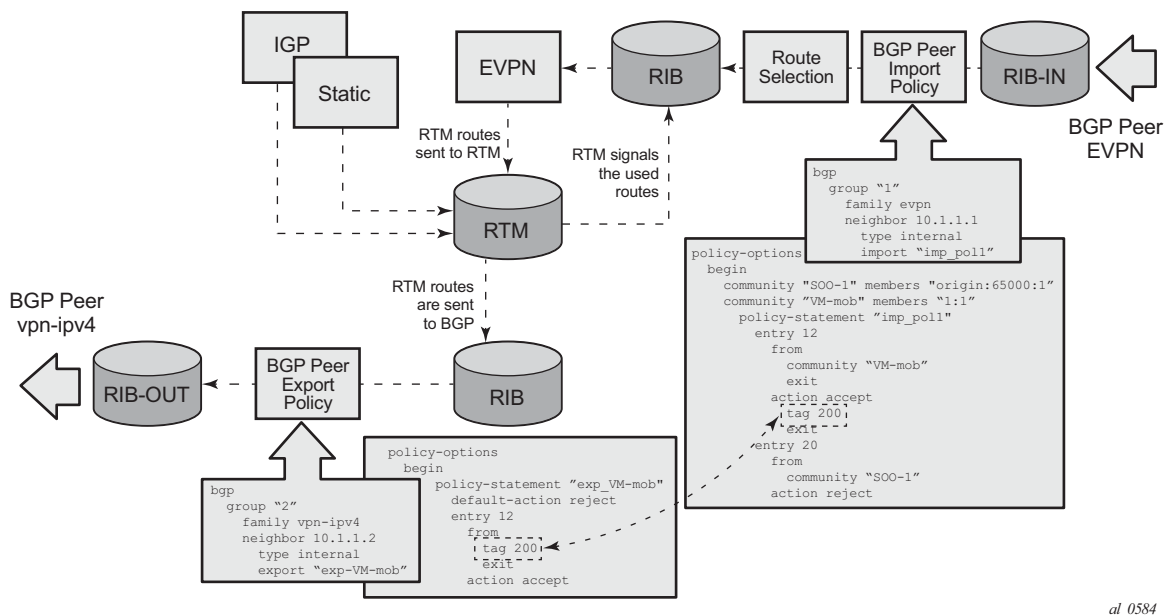 IGP
Static
EVPN
RIB
Route
Selection
BGP Peer
Import
Policy
RIB-IN
BGP Peer
EVPN
RTM routes
sent to RTM
RTM signals
the used
routes
RTM
bgp
group “1”
family evpn
neighbor 10.1.1.1
type internal
import “imp_pol1”
policy-options
begin
community "SOO-1" members "origin:65000:1”
community ”VM-mob” members “1:1”
policy-statement ”imp_pol1"
entry 12
from
community “VM-mob”
exit
action accept
tag 200
exit
entry 20
from
community “SOO-1”
action reject
RTM routes
are sent
to BGP
BGP Peer
vpn-ipv4
RIB-OUT
BGP Peer
Export
Policy
RIB
policy-options
begin
policy-statement ”exp_VM-mob"
default-action reject
entry 12
from
tag 200
exit
action accept
bgp
group “2”
family vpn-ipv4
neighbor 10.1.1.2
type internal
export “exp-VM-mob”
al_0584